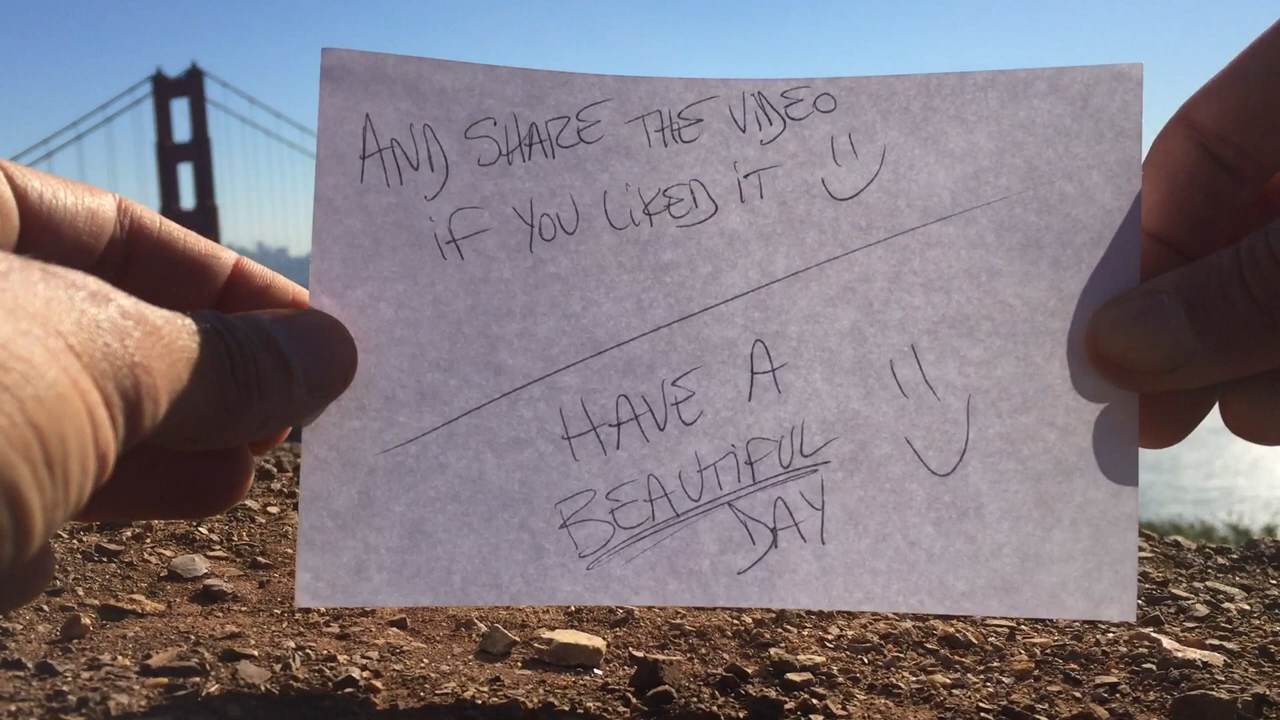 AND SHARE THE VIDEO
iF YOU LiKED iT
HAVE A
BEAUTiFUL
DAY